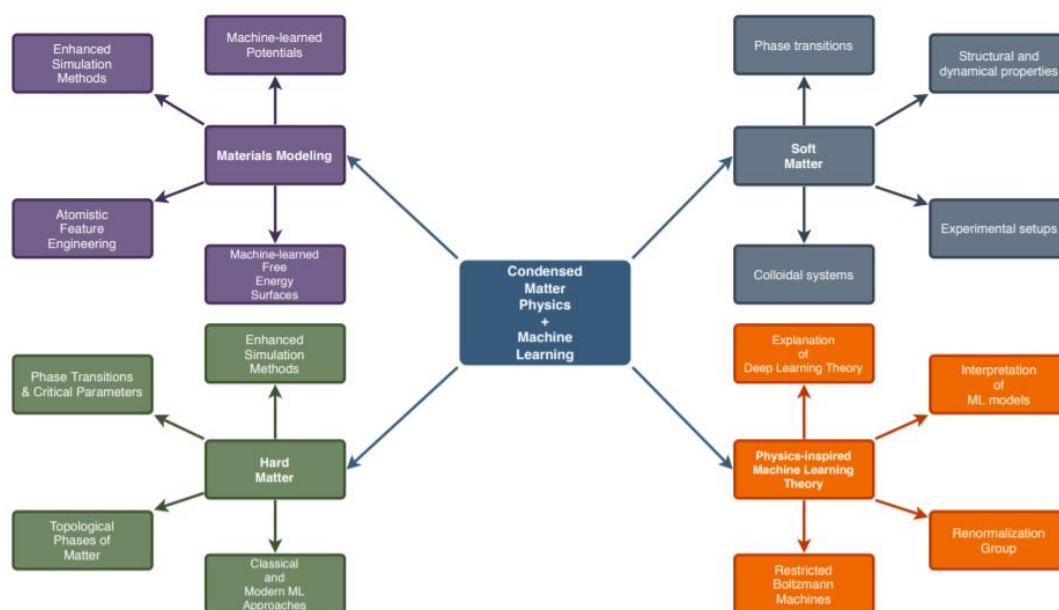 Enhanced
Simulation
Methods
Machine-learned
Potentials
Materials Modeling
Atomistic
Feature
Engineering
Machine-learned
Free
Energy
Surfaces
Phase transitions
Structural and
dynamical properties
Soft
Matter
Experimental setups
Colloidal systems
Condensed
Matter
Physics
+
Machine
Learning
Phase Transitions
& Critical Parameters
Enhanced
Simulation
Methods
Hard
Matter
Topological
Phases of
Matter
Classical
and
Modern ML
Approaches
Explanation
of
Deep Learning Theory
Interpretation
of
ML models
Physics-inspired
Machine Learning
Theory
Renormalization
Group
Restricted
Boltzmann
Machines